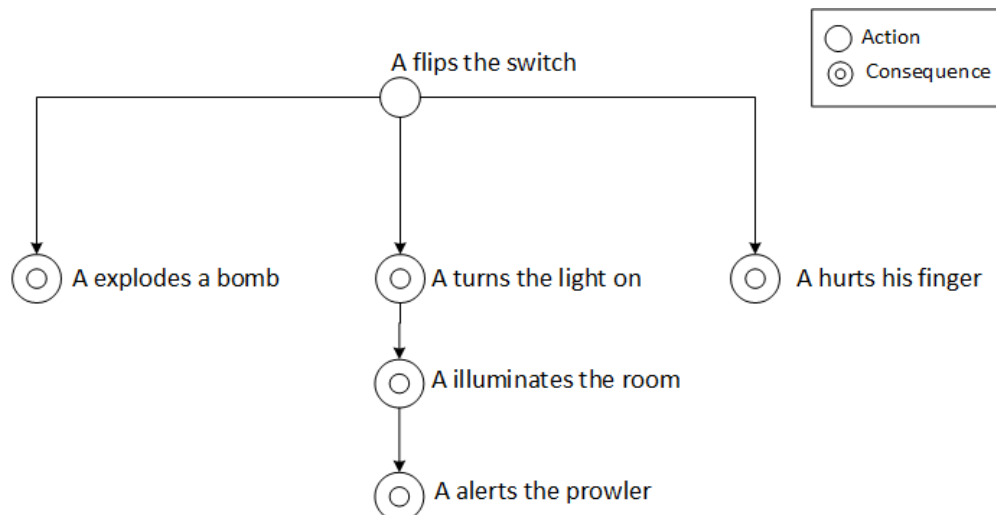 Action
Consequence
A flips the switch
A explodes a bomb
A turns the light on
A hurts his finger
A illuminates the room
A alerts the prowler